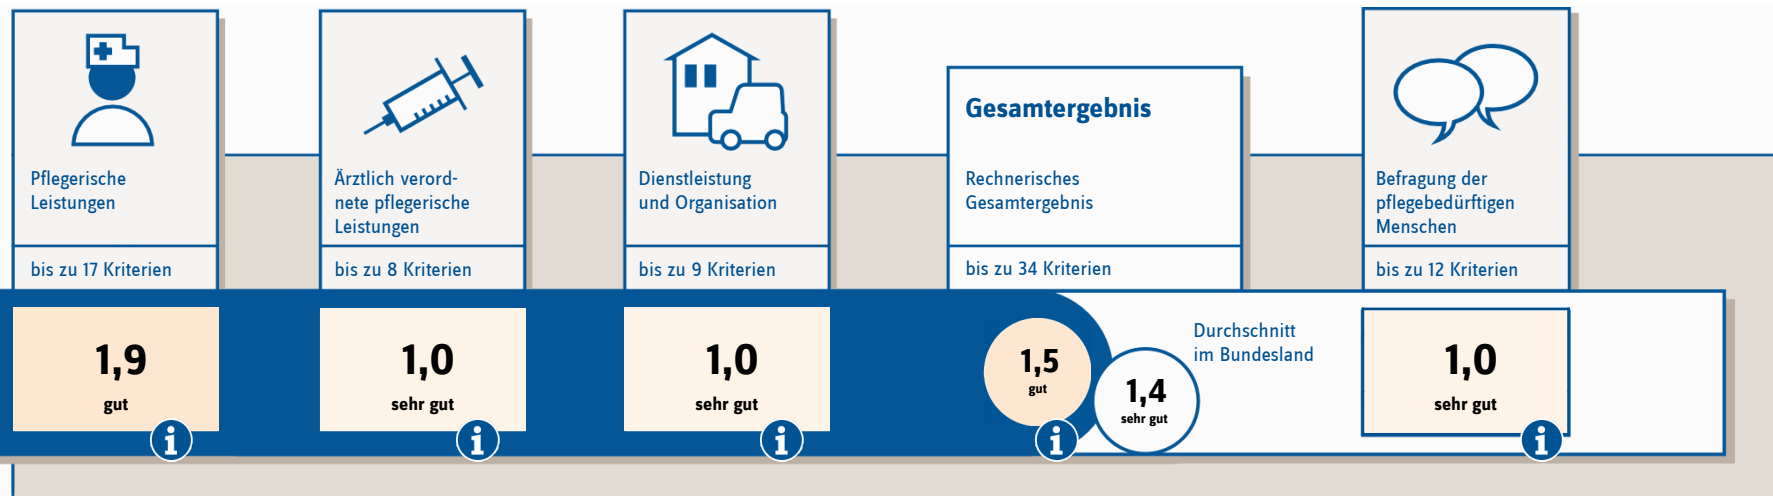 Pflegerische
Leistungen
bis zu 17 Kriterien
1,9
gut
i
Ärztlich verord-
nete pflegerische
Leistungen
bis zu 8 Kriterien
1,0
sehr gut
i
Dienstleistung
und Organisation
bis zu 9 Kriterien
1,0
sehr gut
i
Gesamtergebnis
Rechnerisches
Gesamtergebnis
bis zu 34 Kriterien
1,5
gut
i
1,4
sehr gut
Durchschnitt
im Bundesland
Befragung der
pflegebedürftigen
Menschen
bis zu 12 Kriterien
1,0
sehr gut
i